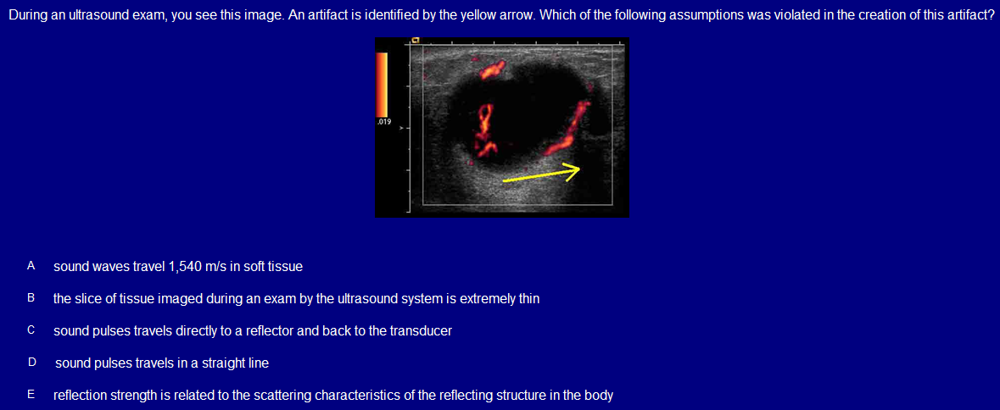 During an ultrasound exam, you see this image. An artifact is identified by the yellow arrow. Which of the following assumptions was violated in the creation of this artifact?
.019
A sound waves travel 1,540 m/s in soft tissue
B the slice of tissue imaged during an exam by the ultrasound system is extremely thin
C sound pulses travels directly to a reflector and back to the transducer
D sound pulses travels in a straight line
E reflection strength is related to the scattering characteristics of the reflecting structure in the body